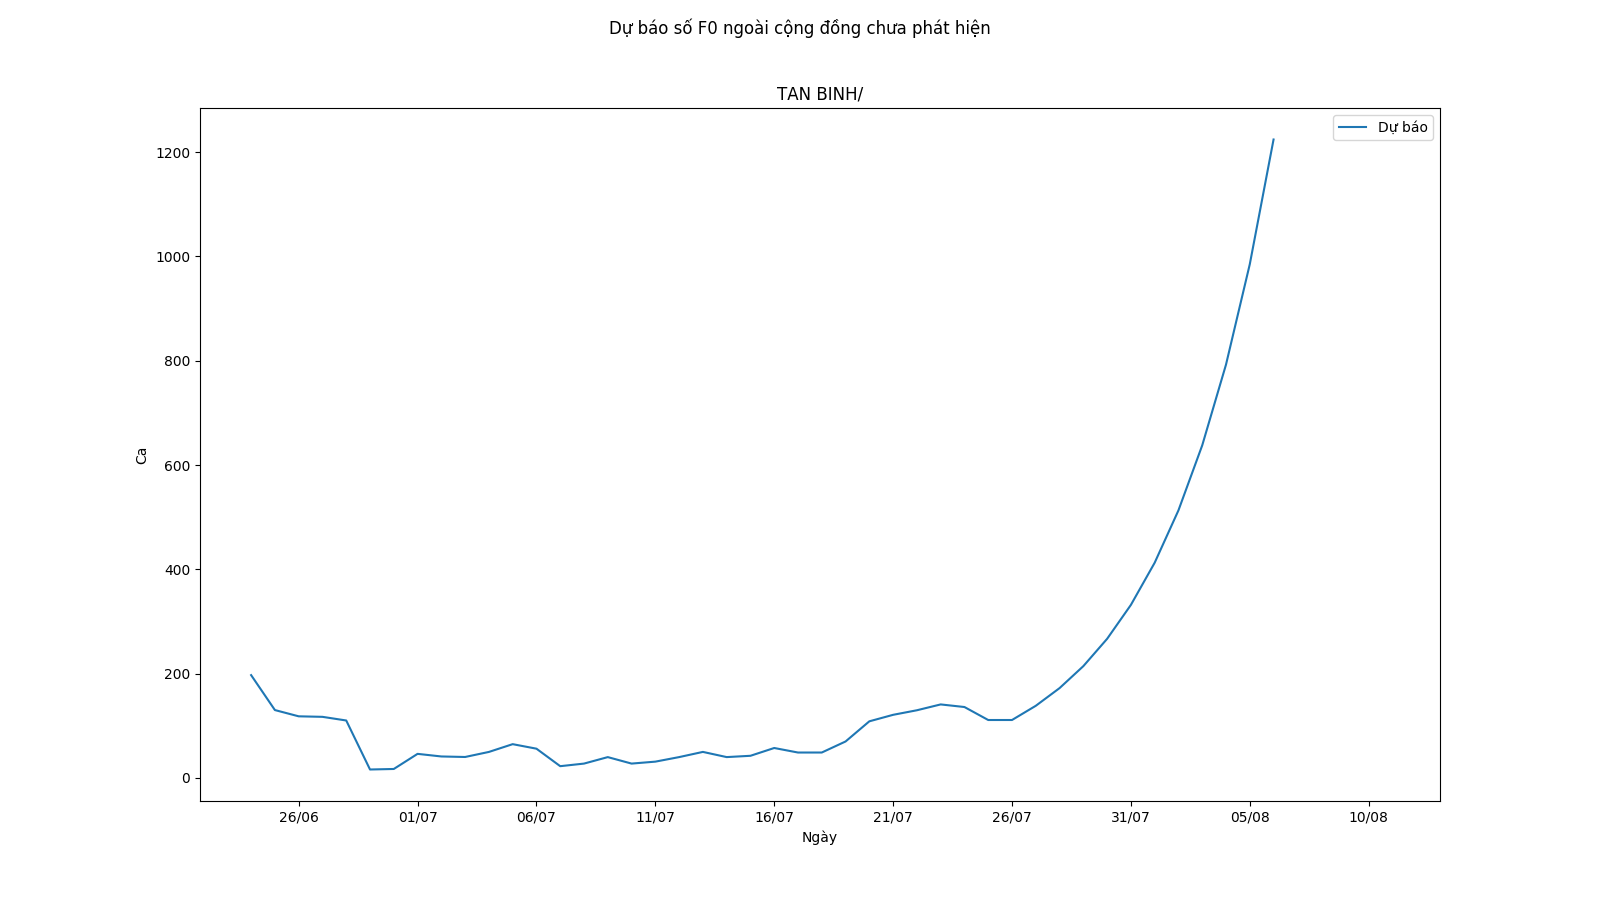 Dự báo số F0 ngoài cộng đồng chưa phát hiện
TAN BINH/
Dự báo
1200
1000
800
600
400
200
0
Ca
26/06 01/07 06/07 11/07 16/07 21/07 26/07 31/07 05/08 10/08
Ngày